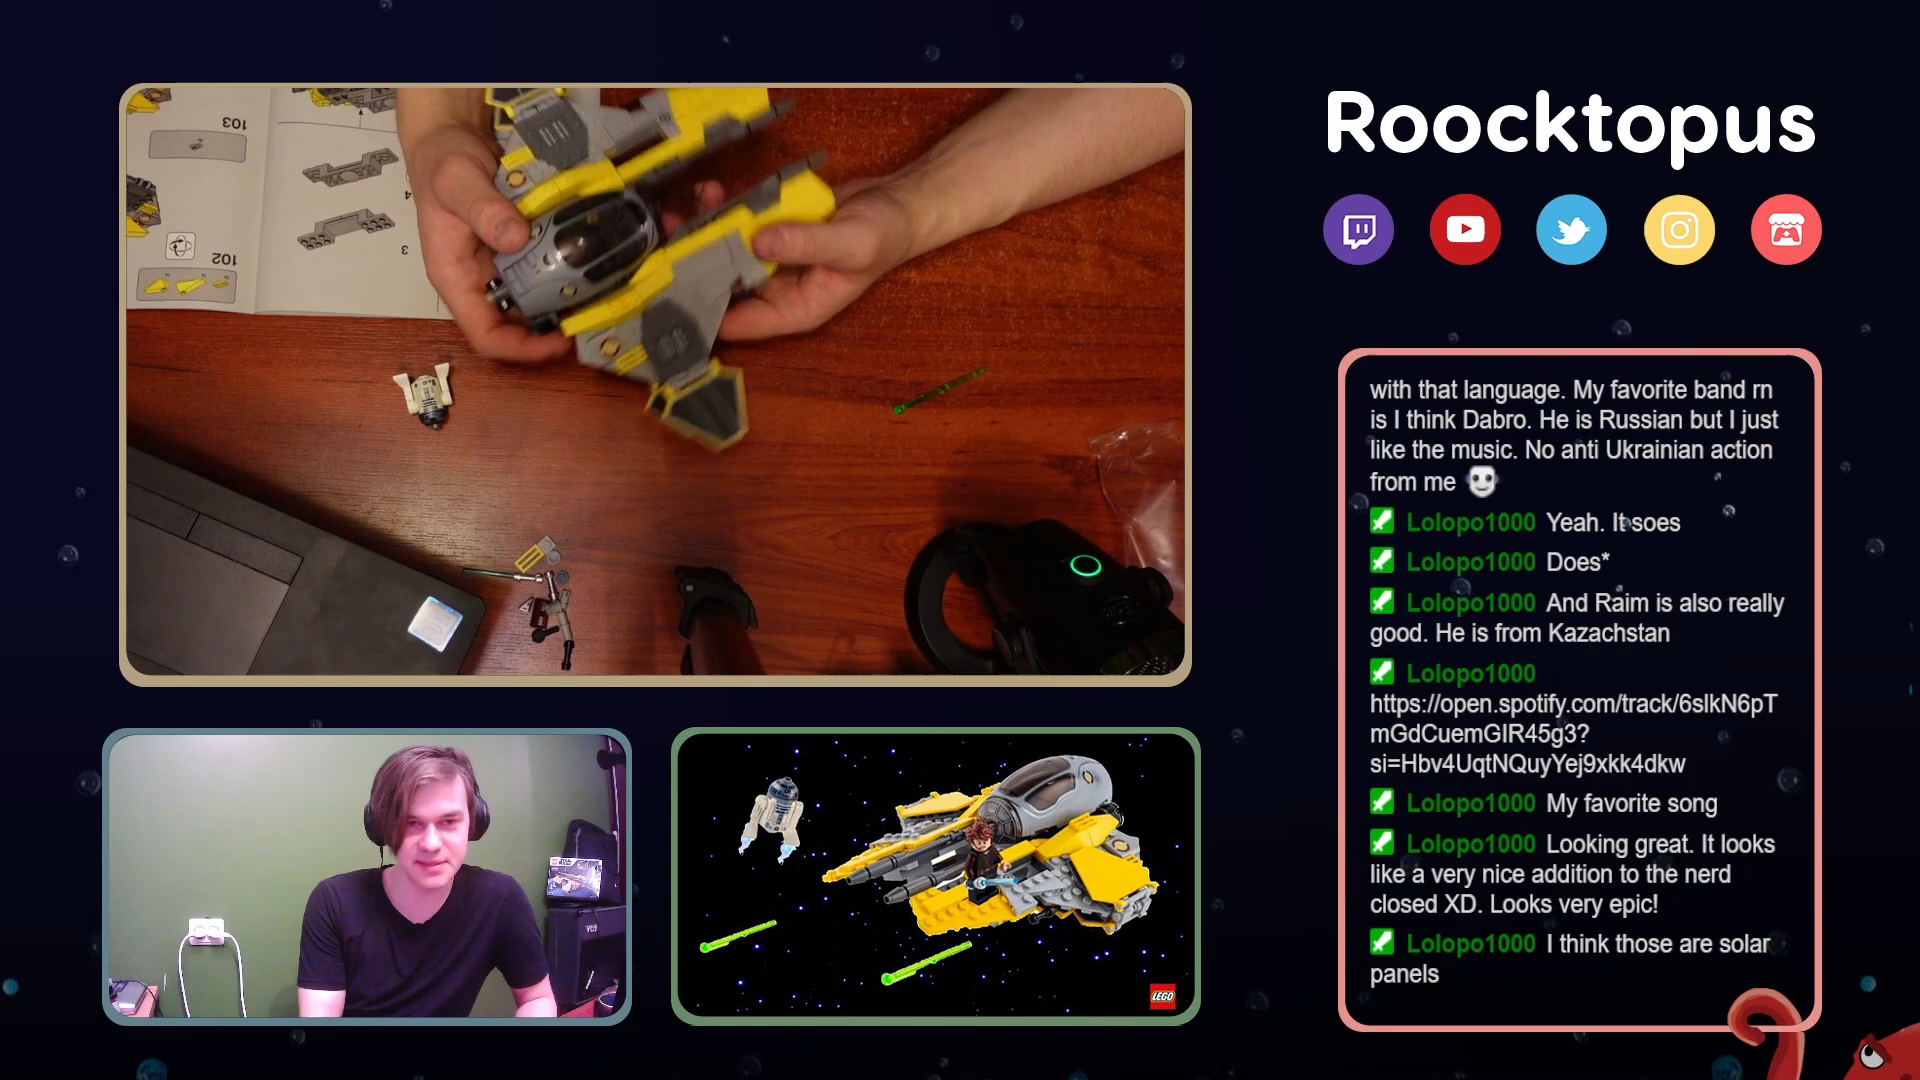 Roocktopus
103
4
3
102
with that language. My favorite band rn
is I think Dabro. He is Russian but I just
like the music. No anti Ukrainian action
from me
Lolopo1000 Yeah. It soes
Lolopo1000 Does*
Lolopo1000 And Raim is also really
good. He is from Kazachstan
Lolopo1000
https://open.spotify.com/track/6slkN6pT
mGdCuemGIR45g3?
si=Hbv4UqtNQuyYej9xkk4dkw
Lolopo1000 My favorite song
Lolopo1000 Looking great. It looks
like a very nice addition to the nerd
closed XD. Looks very epic!
Lolopo1000 I think those are solar
panels
LEGO